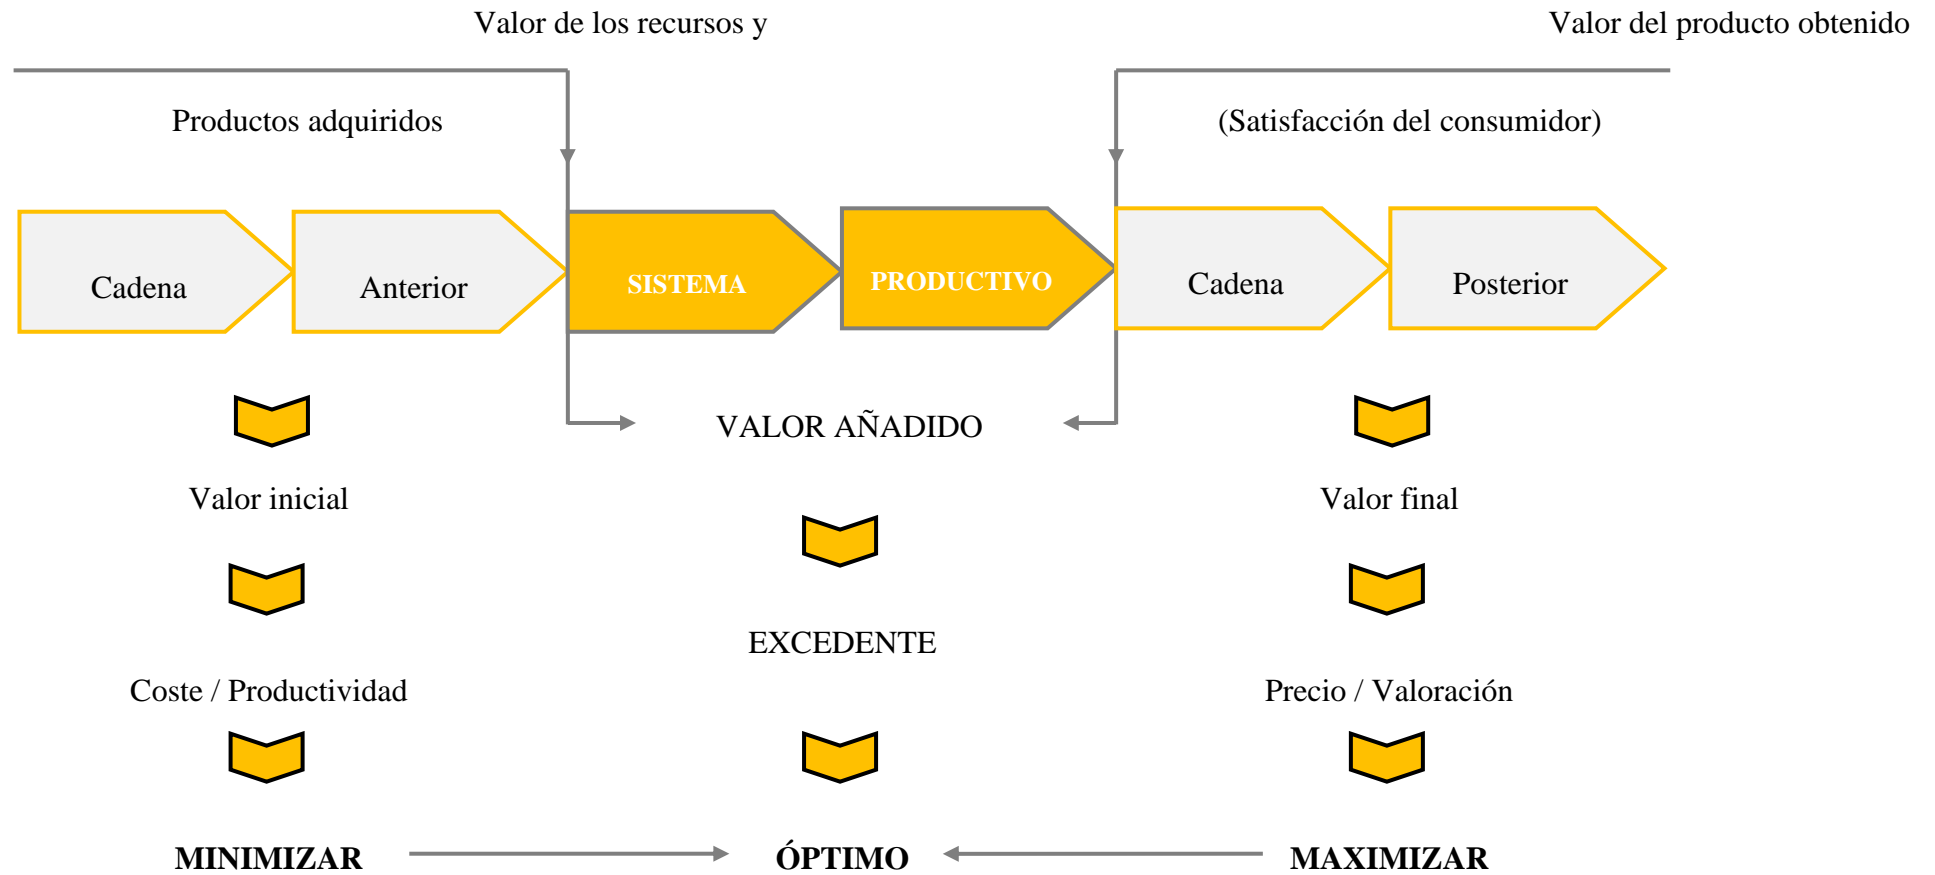 Valor de los recursos y
Valor del producto obtenido
Productos adquiridos
(Satisfacción del consumidor)
Cadena
Anterior
SISTEMA
PRODUCTIVO
Cadena
Posterior
VALOR AÑADIDO
Valor inicial
Valor final
EXCEDENTE
Coste / Productividad
Precio / Valoración
MINIMIZAR
ÓPTIMO
MAXIMIZAR